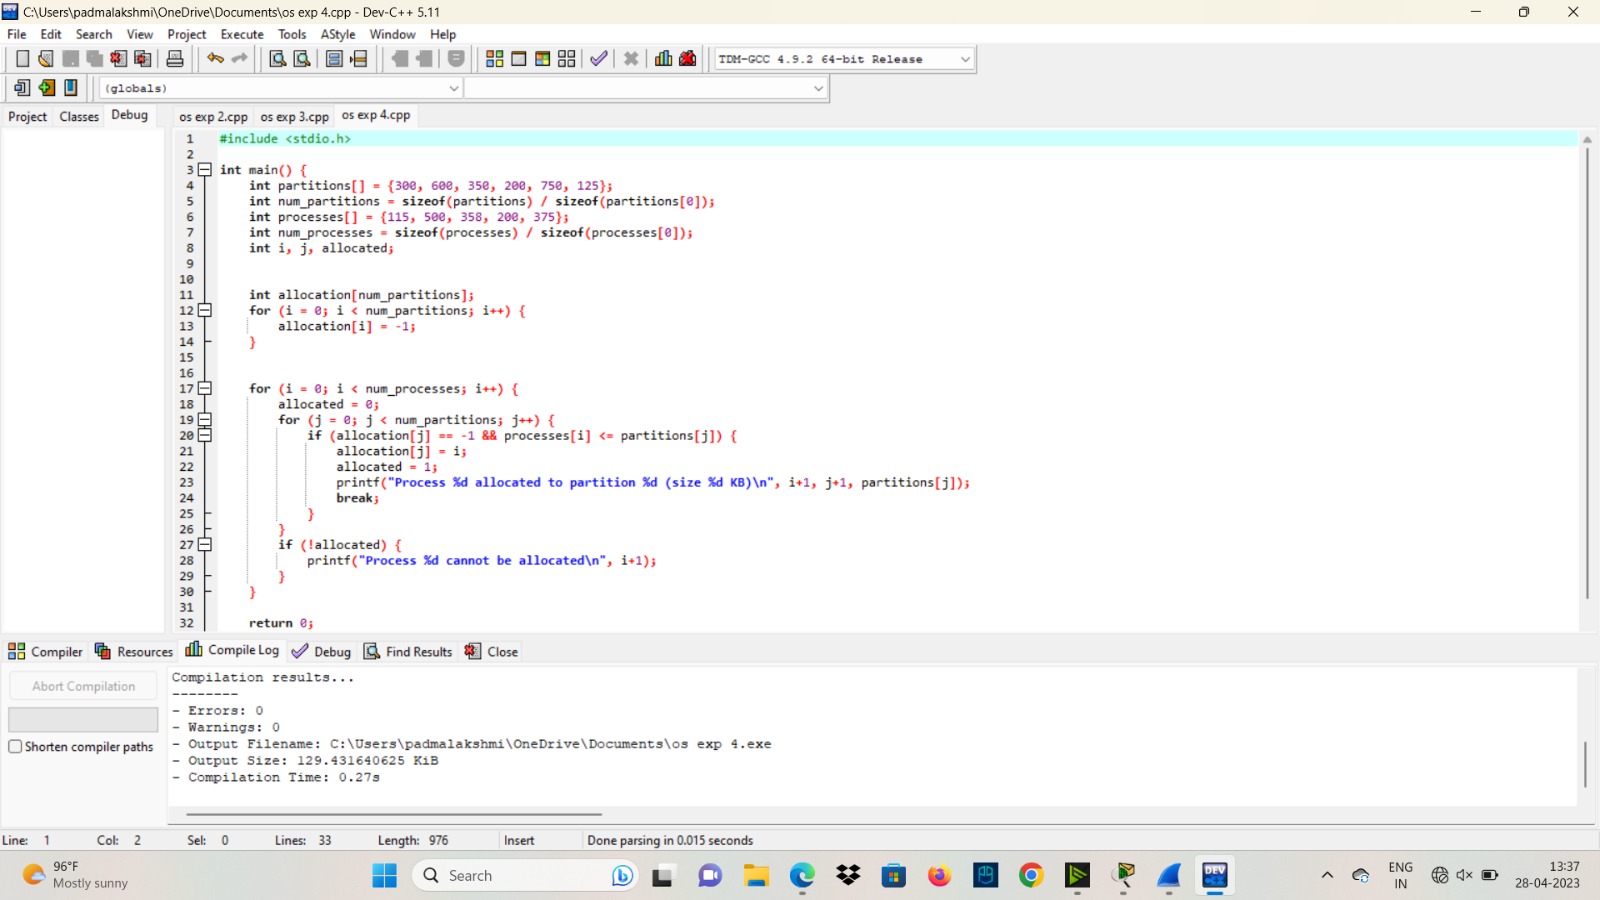 C:\Users\padmalakshmi\OneDrive\Documents\os exp 4.cpp - Dev-C++ 5.11
File Edit Search View Project Execute Tools AStyle Window Help
TDM-GCC 4.9.2 64-bit Release
(globals)
Project Classes Debug
os exp 2.cpp os exp 3.cpp os exp 4.cpp
1 #include <stdio.h>
2
3 int main() {
4 int partitions[] = {300, 600, 350, 200, 750, 125};
5 int num_partitions = sizeof(partitions) / sizeof(partitions[0]);
6 int processes[] = {115, 500, 358, 200, 375};
7 int num_processes = sizeof(processes) / sizeof(processes[0]);
8 int i, j, allocated;
9
10
11 int allocation[num_partitions];
12 for (i = 0; i < num_partitions; i++) {
13 allocation[i] = -1;
14 }
15
16
17 for (i = 0; i < num_processes; i++) {
18 allocated = 0;
19 for (j = 0; j < num_partitions; j++) {
20 if (allocation[j] == -1 && processes[i] <= partitions[j]) {
21 allocation[j] = i;
22 allocated = 1;
23 printf("Process %d allocated to partition %d (size %d KB)\n", i+1, j+1, partitions[j]);
24 break;
25 }
26 }
27 if (!allocated) {
28 printf("Process %d cannot be allocated\n", i+1);
29 }
30 }
31
32 return 0;
Compiler Resources Compile Log Debug Find Results Close
Abort Compilation
Shorten compiler paths
Compilation results...
--------
- Errors: 0
- Warnings: 0
- Output Filename: C:\Users\padmalakshmi\OneDrive\Documents\os exp 4.exe
- Output Size: 129.431640625 KiB
- Compilation Time: 0.27s
Line: 1 Col: 2 Sel: 0 Lines: 33 Length: 976 Insert Done parsing in 0.015 seconds
96°F
Mostly sunny
Search
DEV
ENG
IN
13:37
28-04-2023